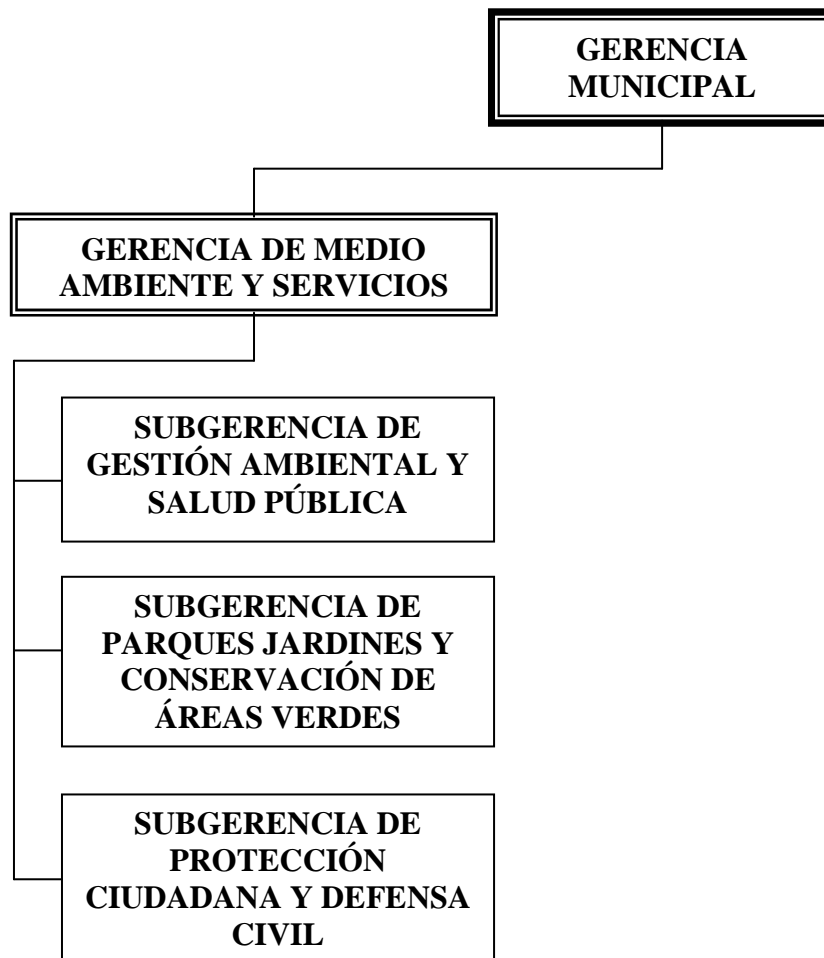 GERENCIA
MUNICIPAL
GERENCIA DE MEDIO
AMBIENTE Y SERVICIOS
SUBGERENCIA DE
GESTIÓN AMBIENTAL Y
SALUD PÚBLICA
SUBGERENCIA DE
PARQUES JARDINES Y
CONSERVACIÓN DE
ÁREAS VERDES
SUBGERENCIA DE
PROTECCIÓN
CIUDADANA Y DEFENSA
CIVIL